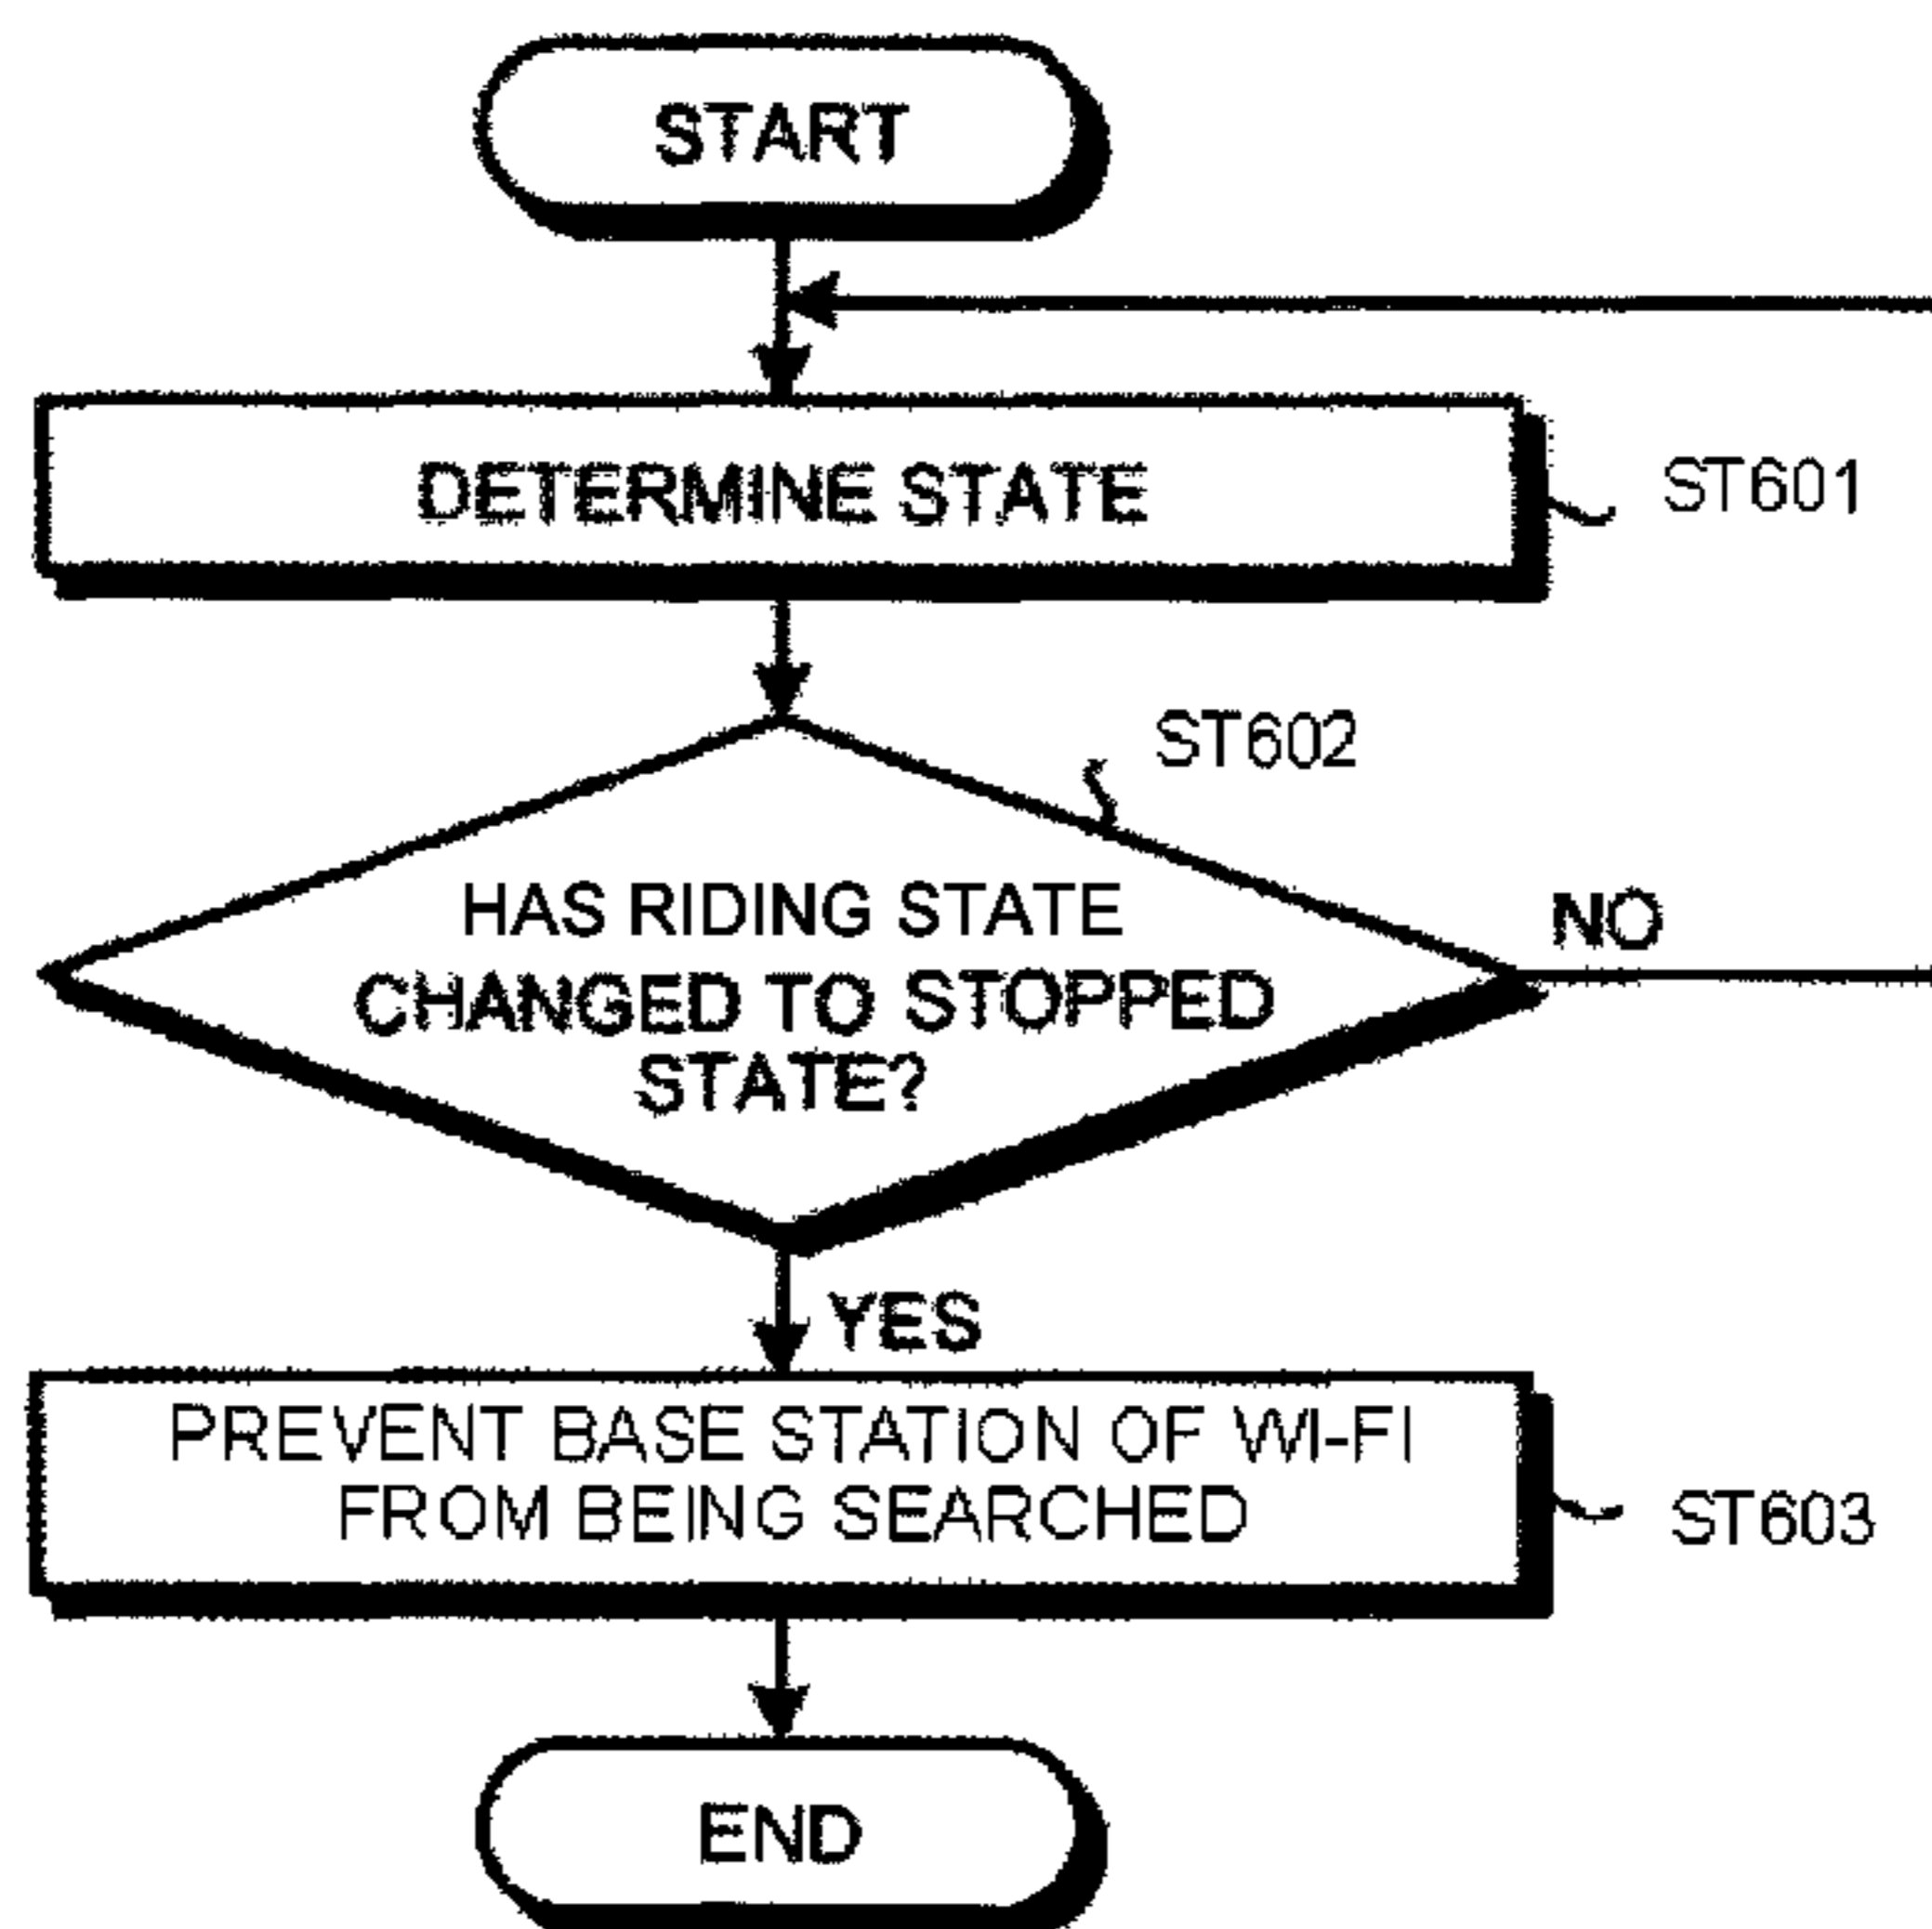 START
DETERMINE STATE
ST601
ST602
HAS RIDING STATE
CHANGED TO STOPPED
STATE?
NO
YES
PREVENT BASE STATION OF WI-FI
FROM BEING SEARCHED
ST603
END